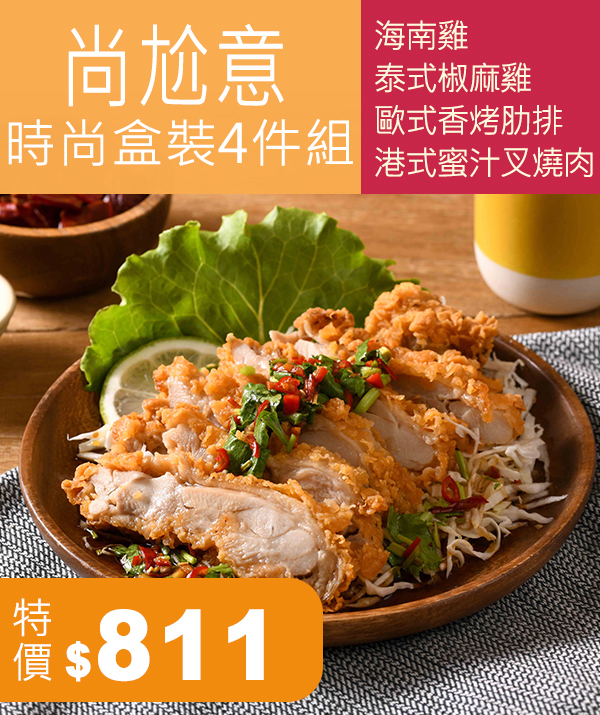 尚尬意
時尚盒裝4件組
海南雞
泰式椒麻雞
歐式香烤肋排
港式蜜汁叉燒肉
特價 $811